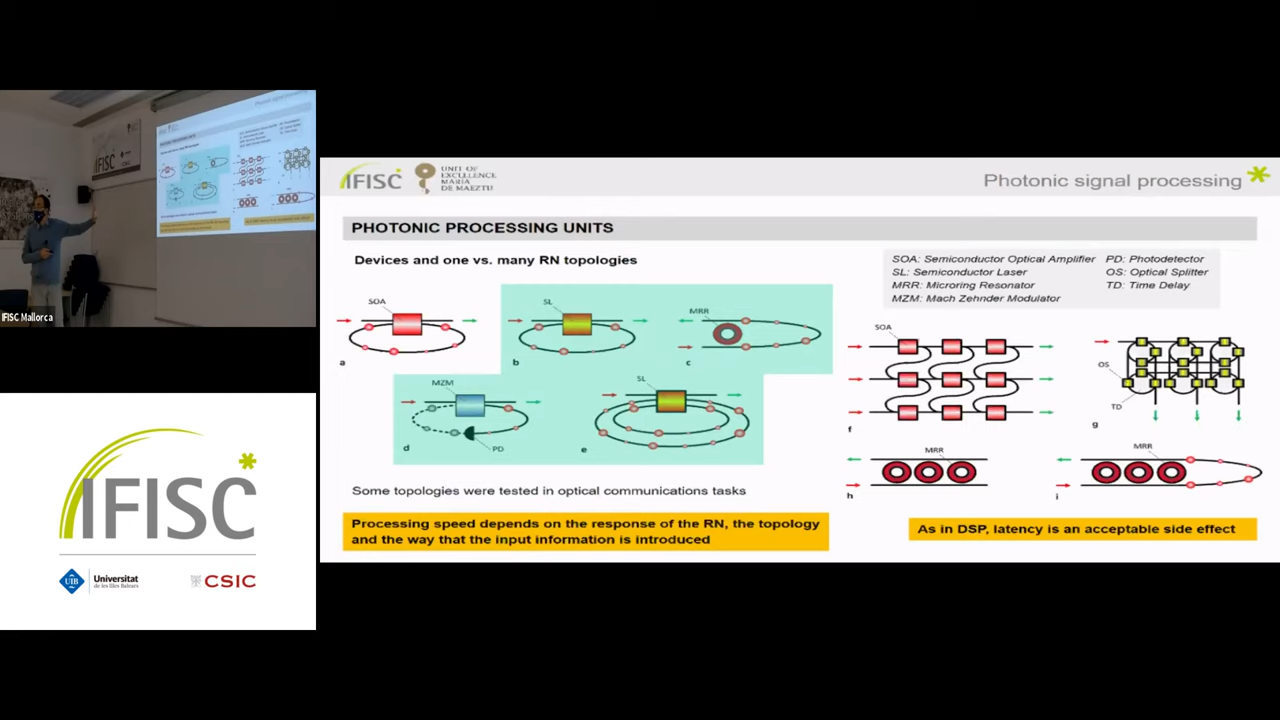 IFISC
UNIT OF
EXCELLENCE
MARÍA
DE MAEZTU
Photonic signal processing
PHOTONIC PROCESSING UNITS
Devices and one vs. many RN topologies
SOA: Semiconductor Optical Amplifier
SL: Semiconductor Laser
MRR: Microring Resonator
MZM: Mach Zehnder Modulator
PD: Photodetector
OS: Optical Splitter
TD: Time Delay
SOA
a
SL
b
MRR
c
MZM
PD
d
SL
e
SOA
f
OS
TD
g
MRR
h
MRR
i
Some topologies were tested in optical communications tasks
Processing speed depends on the response of the RN, the topology
and the way that the input information is introduced
As in DSP, latency is an acceptable side effect
IFISC
IFISC Mallorca
IFISC
UIB
Universitat
de les Illes Balears
CSIC